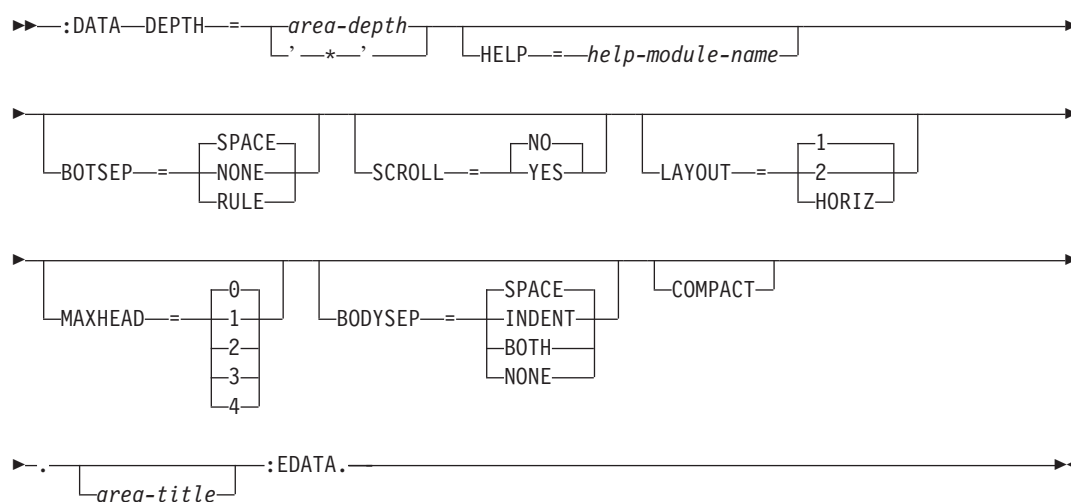 :DATA DEPTH = area-depth HELP = help-module-name
' * '
BOTSEP = SPACE SCROLL = NO LAYOUT = 1
NONE YES 2
RULE HORIZ
MAXHEAD = 0 BODYSEP = SPACE COMPACT
1 INDENT
2 BOTH
3 NONE
4
. area-title :EDATA.